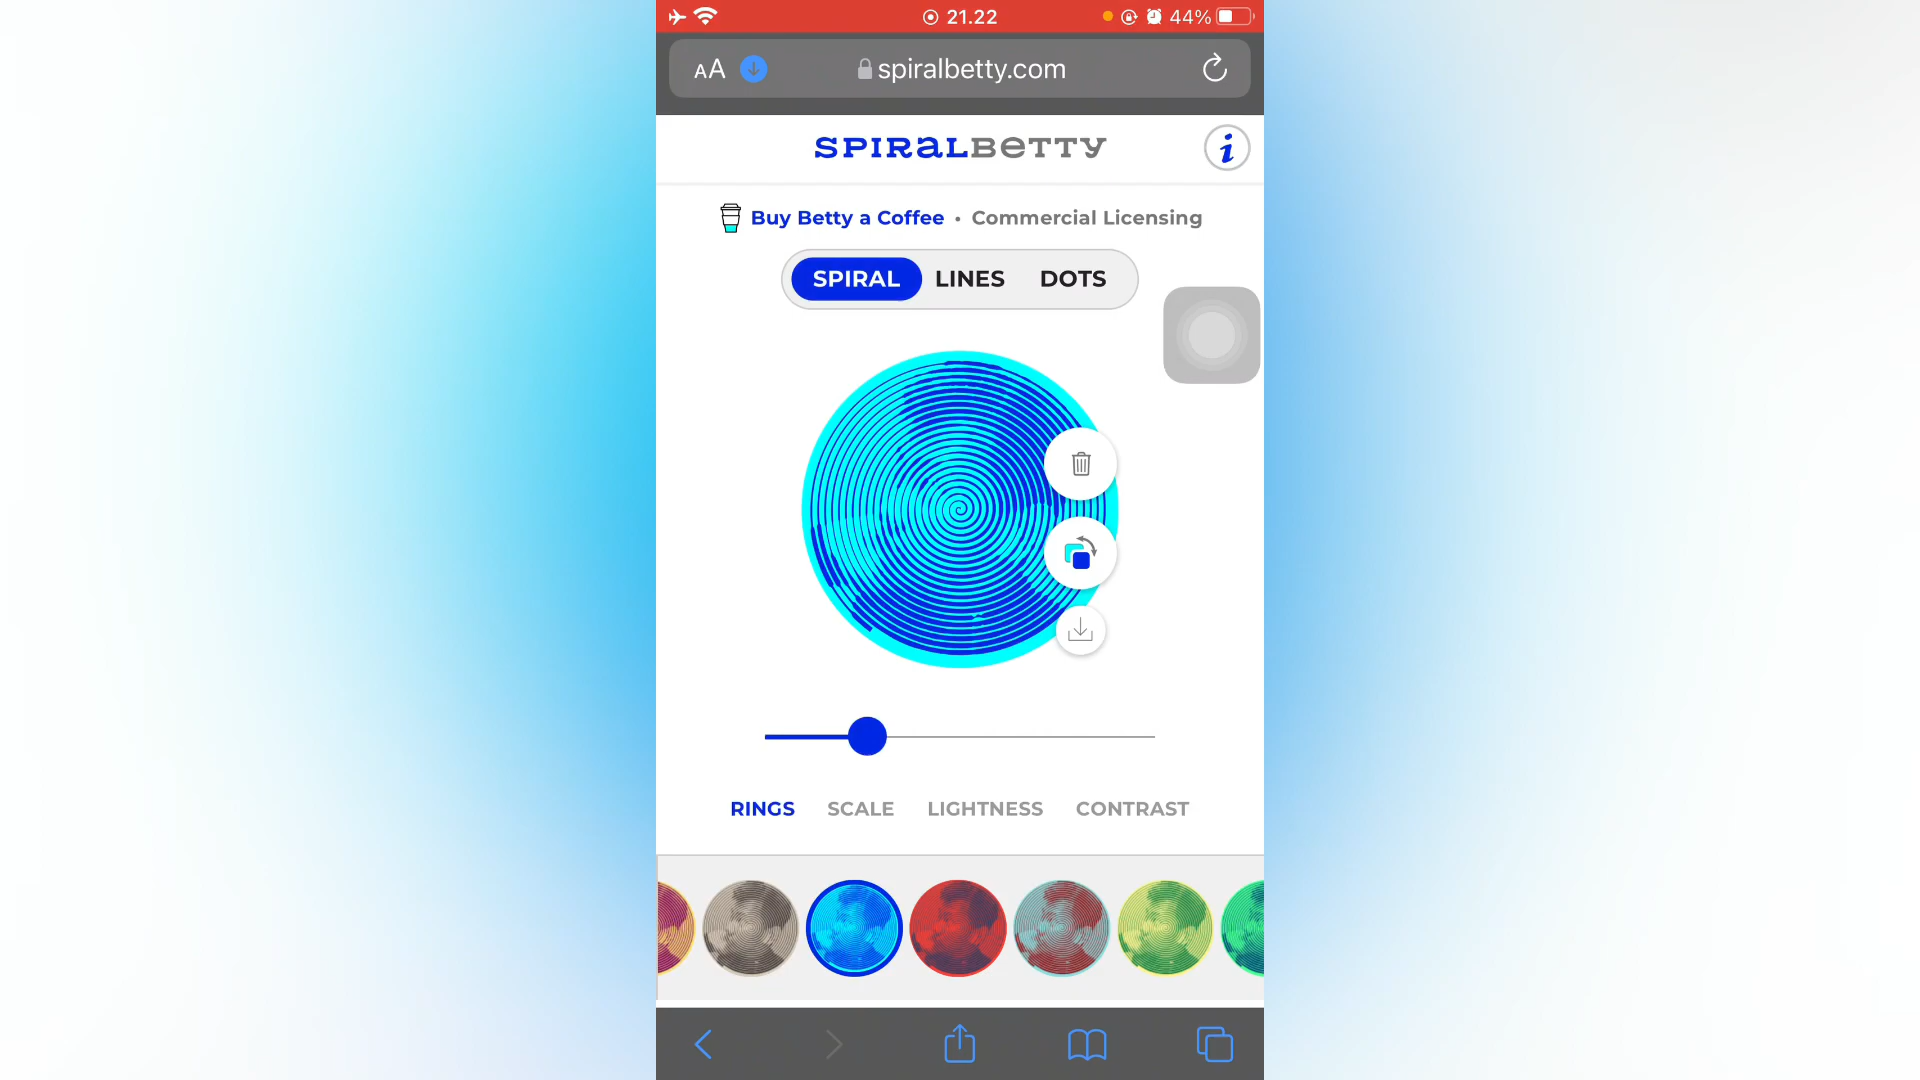 21.22
44%
AA
spiralbetty.com
SPIRALBETTY
i
Buy Betty a Coffee • Commercial Licensing
SPIRAL LINES DOTS
RINGS SCALE LIGHTNESS CONTRAST